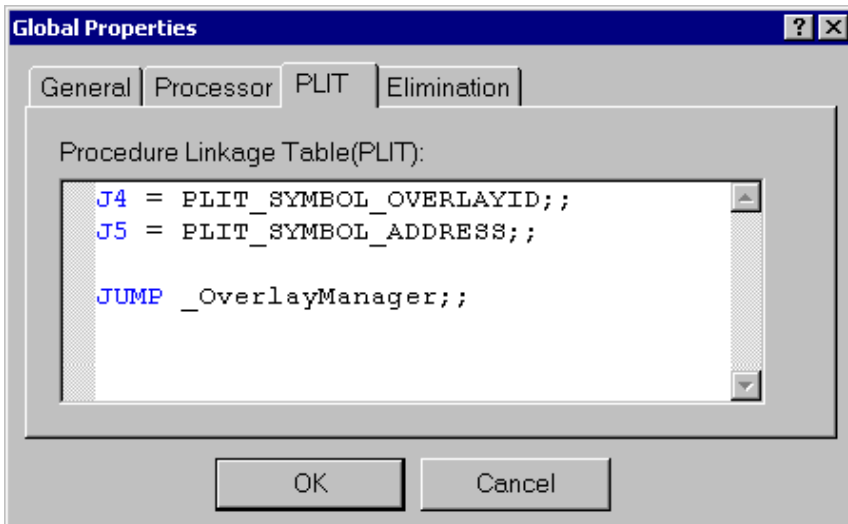 Global Properties
General Processor PLIT Elimination
Procedure Linkage Table(PLIT):
J4 = PLIT_SYMBOL_OVERLAYID;;
J5 = PLIT_SYMBOL_ADDRESS;;
JUMP _OverlayManager;;
OK Cancel